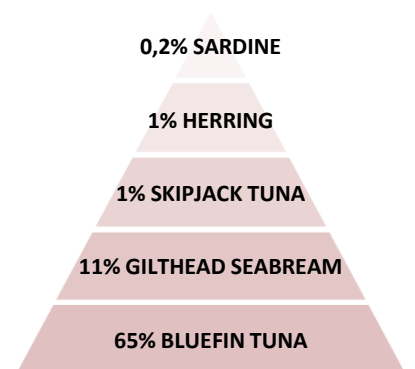 0,2% SARDINE
1% HERRING
1% SKIPJACK TUNA
11% GILTHEAD SEABREAM
65% BLUEFIN TUNA